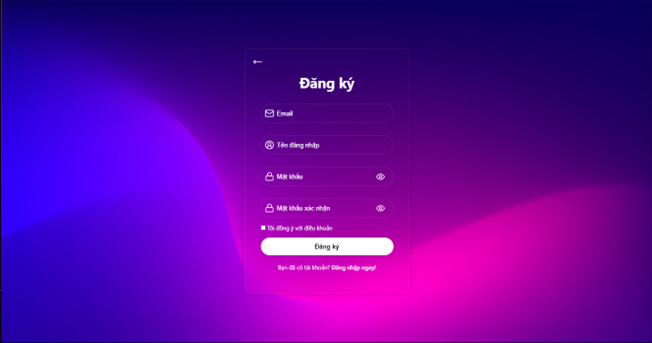 Đăng ký
Email
Tên đăng nhập
Mật khẩu
Mật khẩu xác nhận
Tôi đồng ý với điều khoản
Đăng ký
Bạn đã có tài khoản? Đăng nhập ngay!